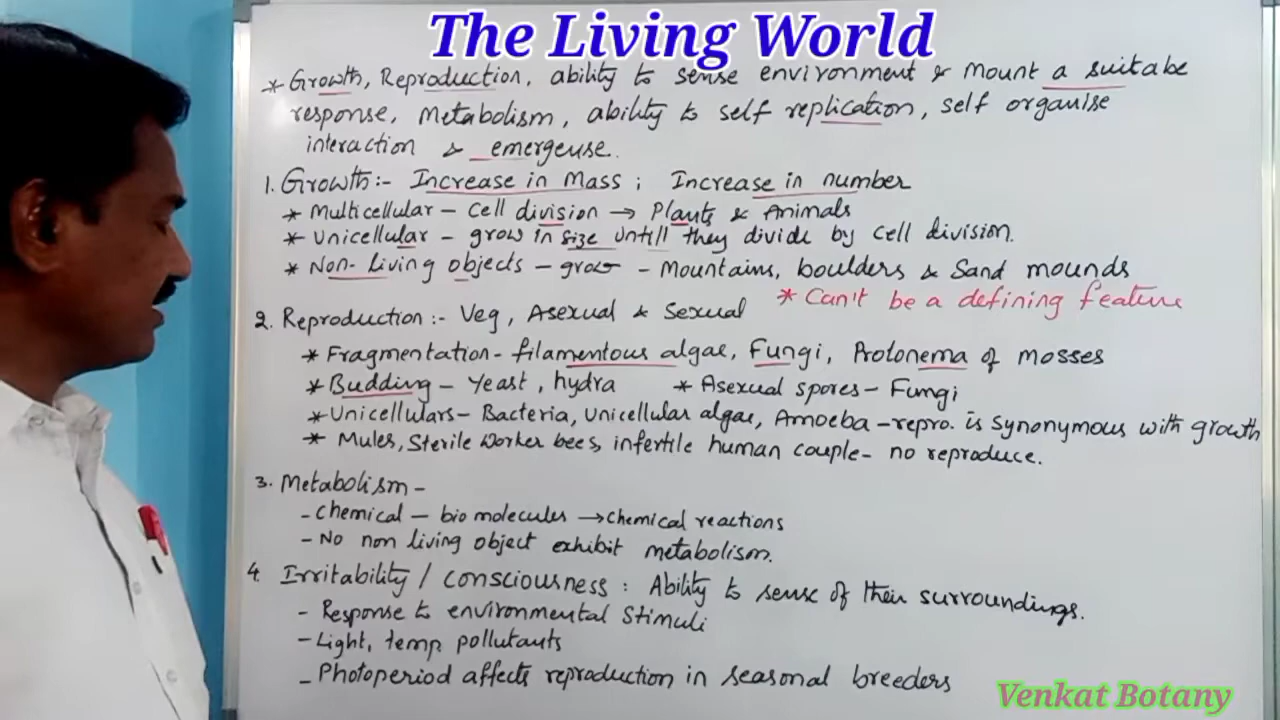 The Living World
* Growth, Reproduction, ability to sense environment & mount a suitabe
response, Metabolism, ability to self replication, self organise
interaction & emergeuse.
1. Growth:- Increase in Mass ; Increase in number
* Multicellular - Cell division → Plants & Animals
* Unicellular - grow in size untill they divide by cell division.
* Non-Living objects - grow - Mountains, boulders & Sand mounds
* Can't be a defining feature
2. Reproduction :- Veg, Asexual & Sexual
* Fragmentation - filamentous algae, Fungi, Protonema of mosses
* Budding - Yeast, hydra * Asexual spores - Fungi
* Unicellulars - Bacteria, Unicellular algae, Amoeba - repro. is synonymous with growth
* Mules, Sterile Worker bees, infertile human couple - no reproduce.
3. Metabolism -
- Chemical - bio molecules → chemical reactions
- No non living object exhibit metabolism.
4 Irritability / consciousness : Ability to sense of their surroundings.
- Response to environmental Stimuli
- Light, temp, pollutants
- Photoperiod affects reproduction in seasonal breeders
Venkat Botany